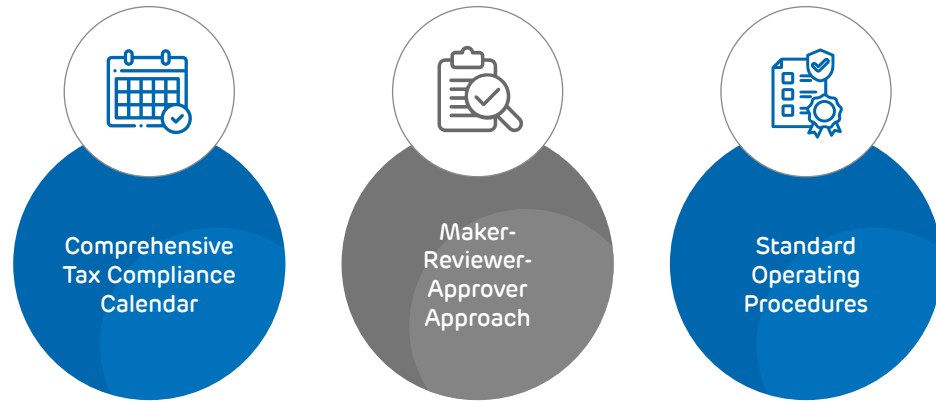 Comprehensive
Tax Compliance
Calendar
Maker-
Reviewer-
Approver
Approach
Standard
Operating
Procedures